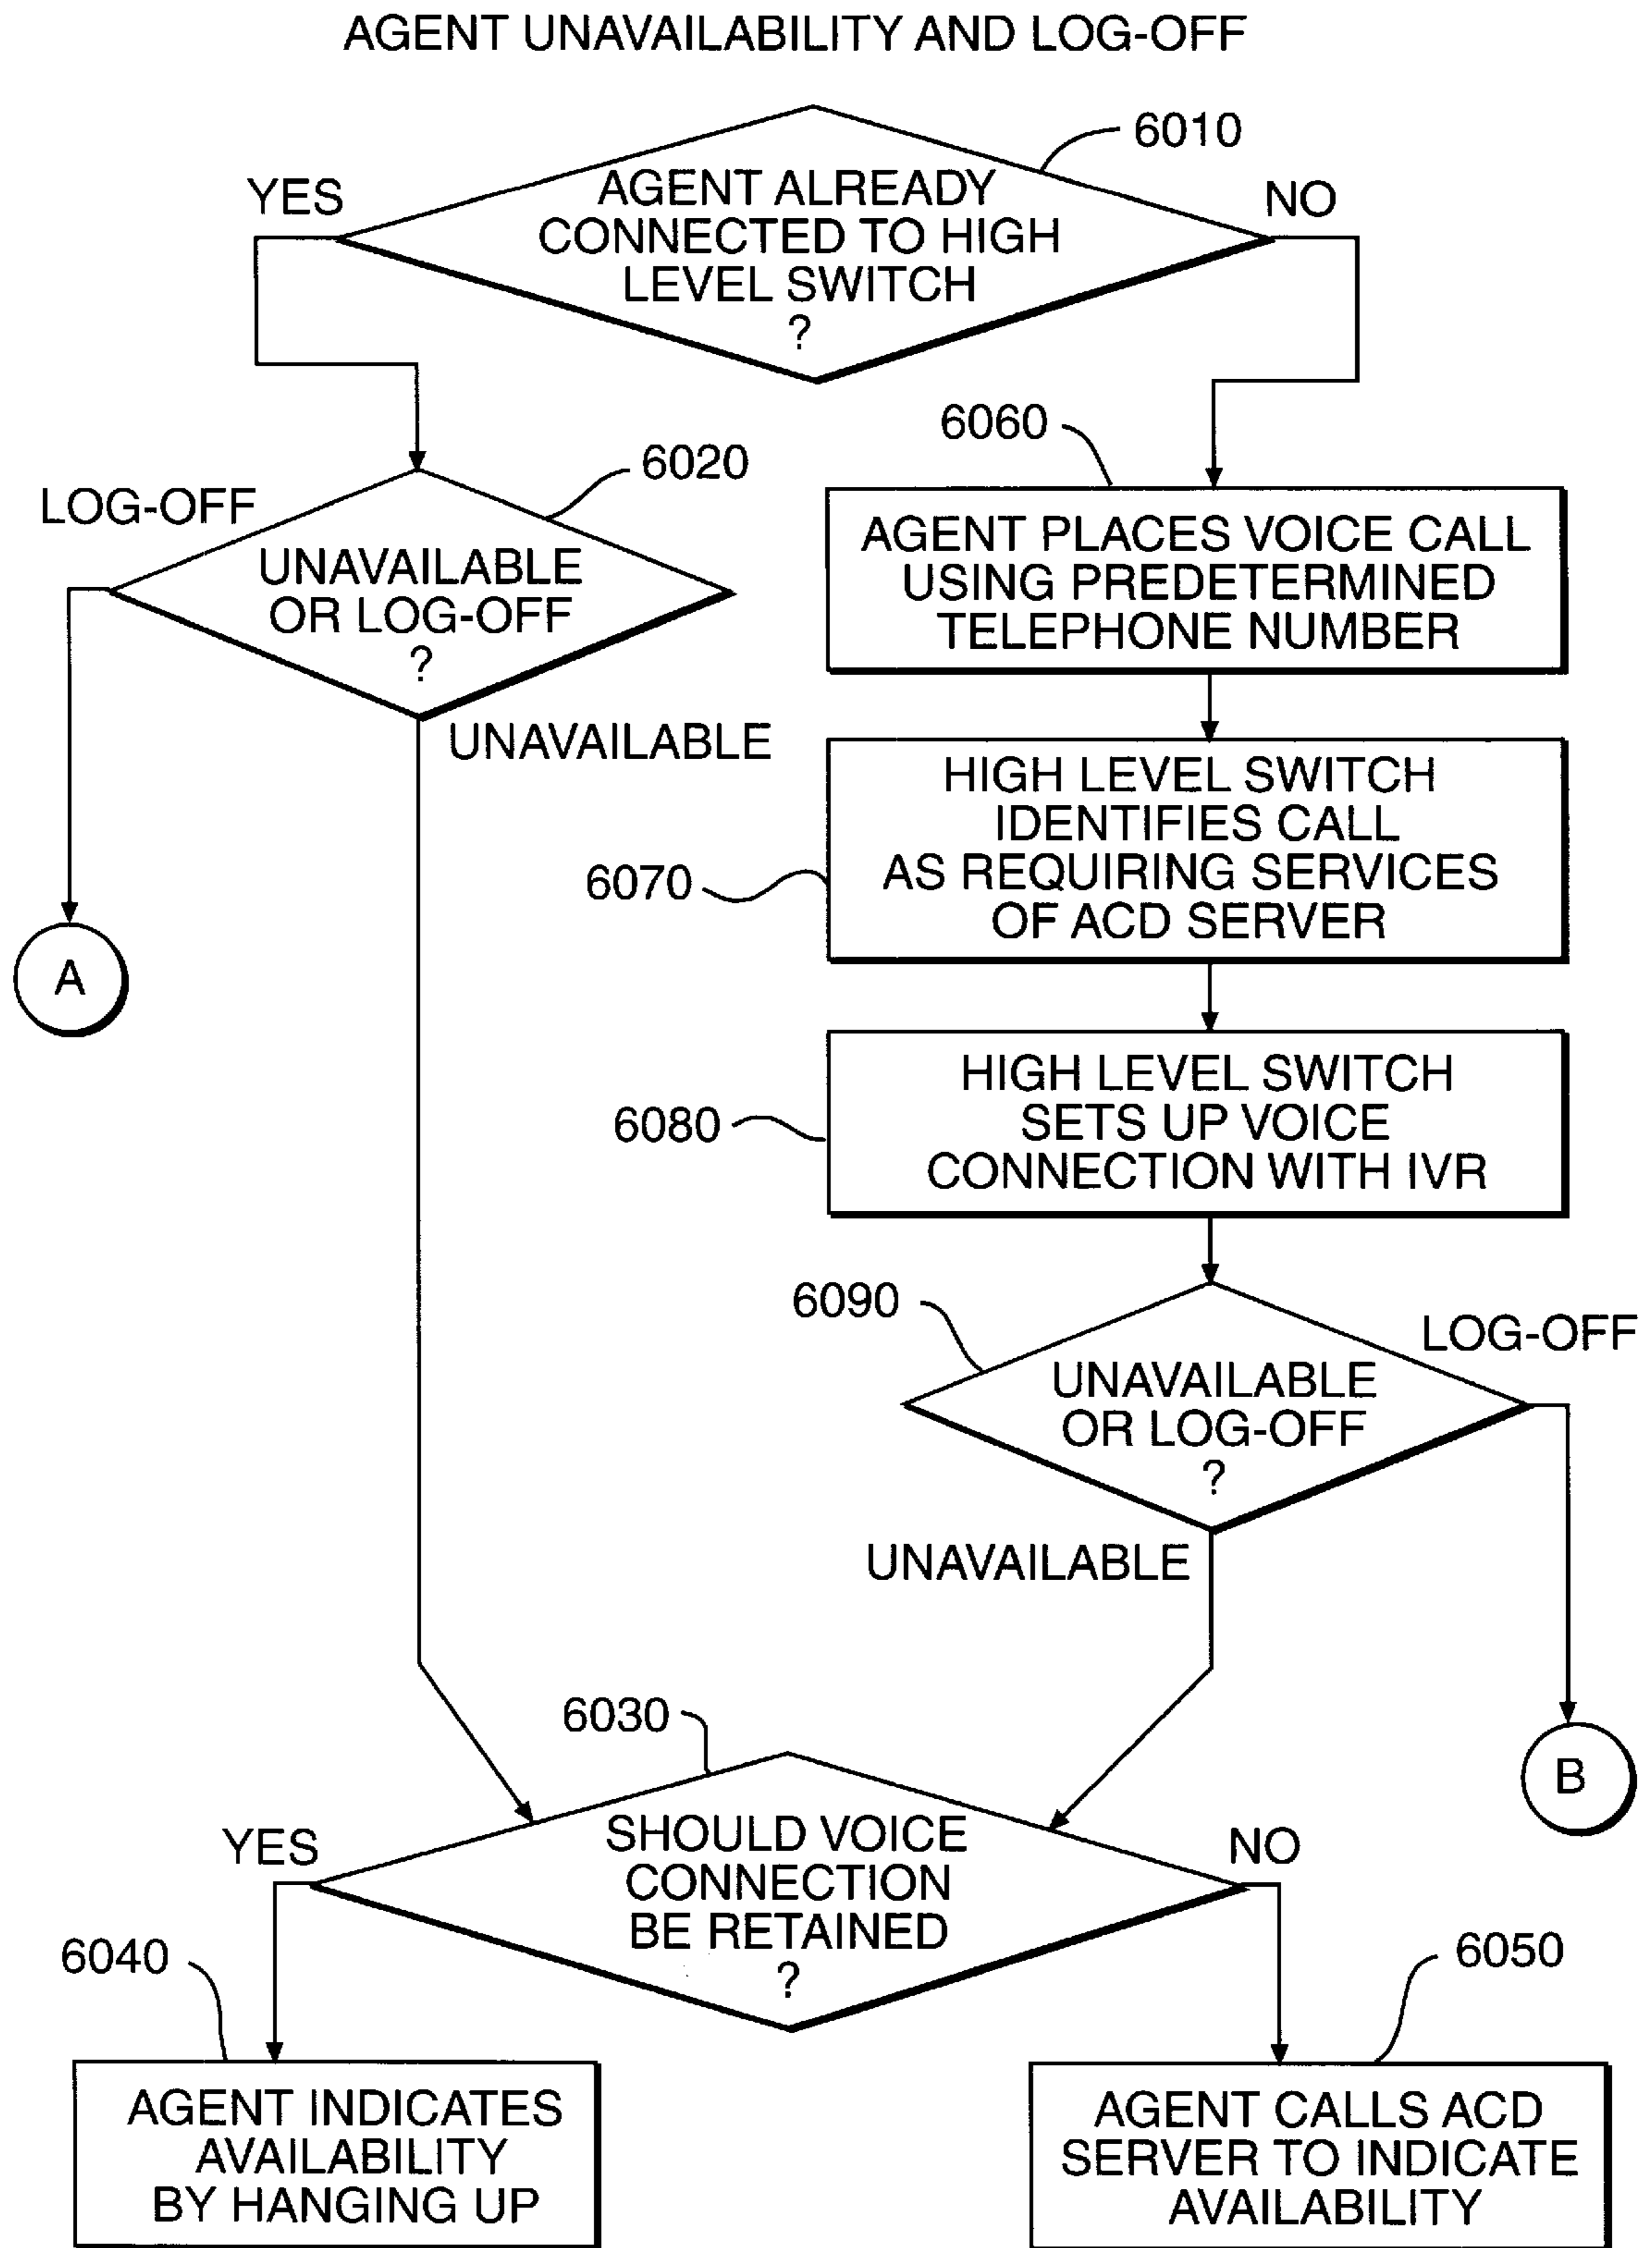 AGENT UNAVAILABILITY AND LOG-OFF
6010
YES
AGENT ALREADY
CONNECTED TO HIGH
LEVEL SWITCH
?
NO
6060
6020
LOG-OFF
UNAVAILABLE
OR LOG-OFF
?
UNAVAILABLE
A
AGENT PLACES VOICE CALL
USING PREDETERMINED
TELEPHONE NUMBER
6070
HIGH LEVEL SWITCH
IDENTIFIES CALL
AS REQUIRING SERVICES
OF ACD SERVER
6080
HIGH LEVEL SWITCH
SETS UP VOICE
CONNECTION WITH IVR
6090
LOG-OFF
UNAVAILABLE
OR LOG-OFF
?
UNAVAILABLE
B
6030
YES
SHOULD VOICE
CONNECTION
BE RETAINED
?
NO
6040
6050
AGENT INDICATES
AVAILABILITY
BY HANGING UP
AGENT CALLS ACD
SERVER TO INDICATE
AVAILABILITY